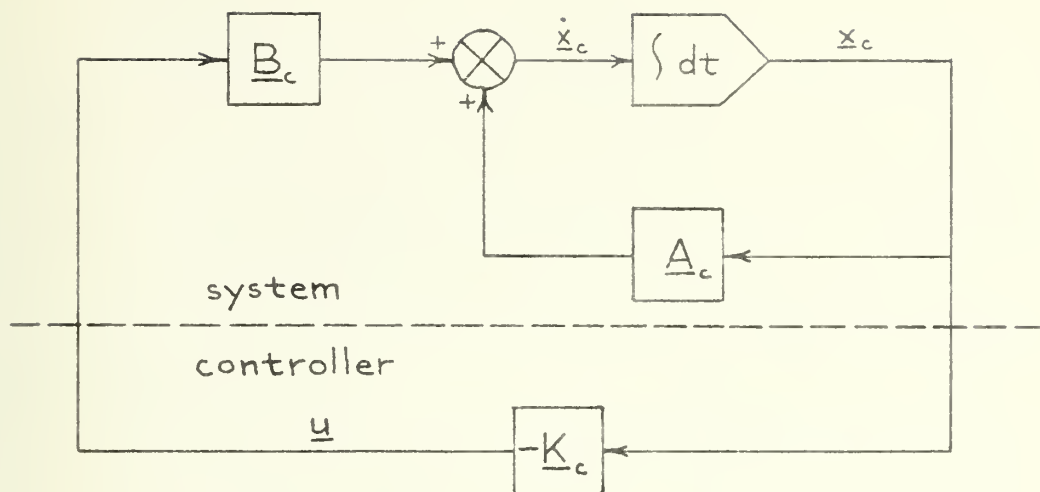 B_c
+
ẋ_c
∫ dt
x_c
+
A_c
system
controller
u
-K_c